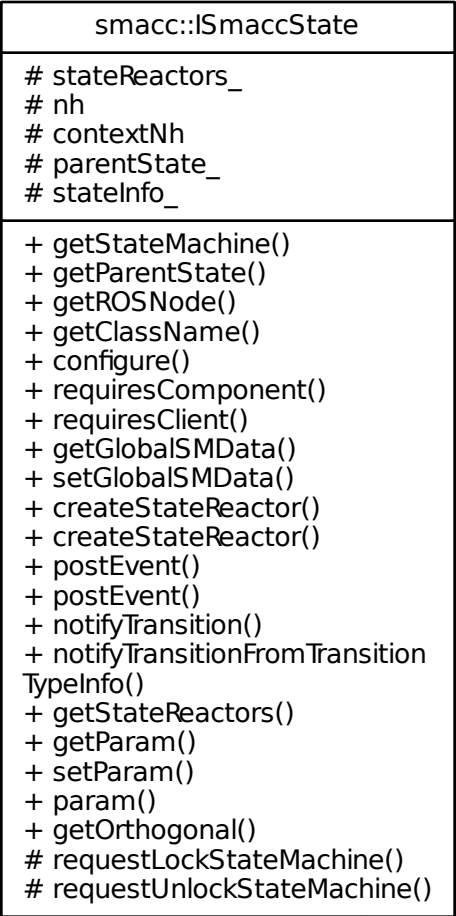 smacc::ISmaccState
# stateReactors_
# nh
# contextNh
# parentState_
# stateInfo_
+ getStateMachine()
+ getParentState()
+ getROSNode()
+ getClassName()
+ configure()
+ requiresComponent()
+ requiresClient()
+ getGlobalSMData()
+ setGlobalSMData()
+ createStateReactor()
+ createStateReactor()
+ postEvent()
+ postEvent()
+ notifyTransition()
+ notifyTransitionFromTransition
TypeInfo()
+ getStateReactors()
+ getParam()
+ setParam()
+ param()
+ getOrthogonal()
# requestLockStateMachine()
# requestUnlockStateMachine()